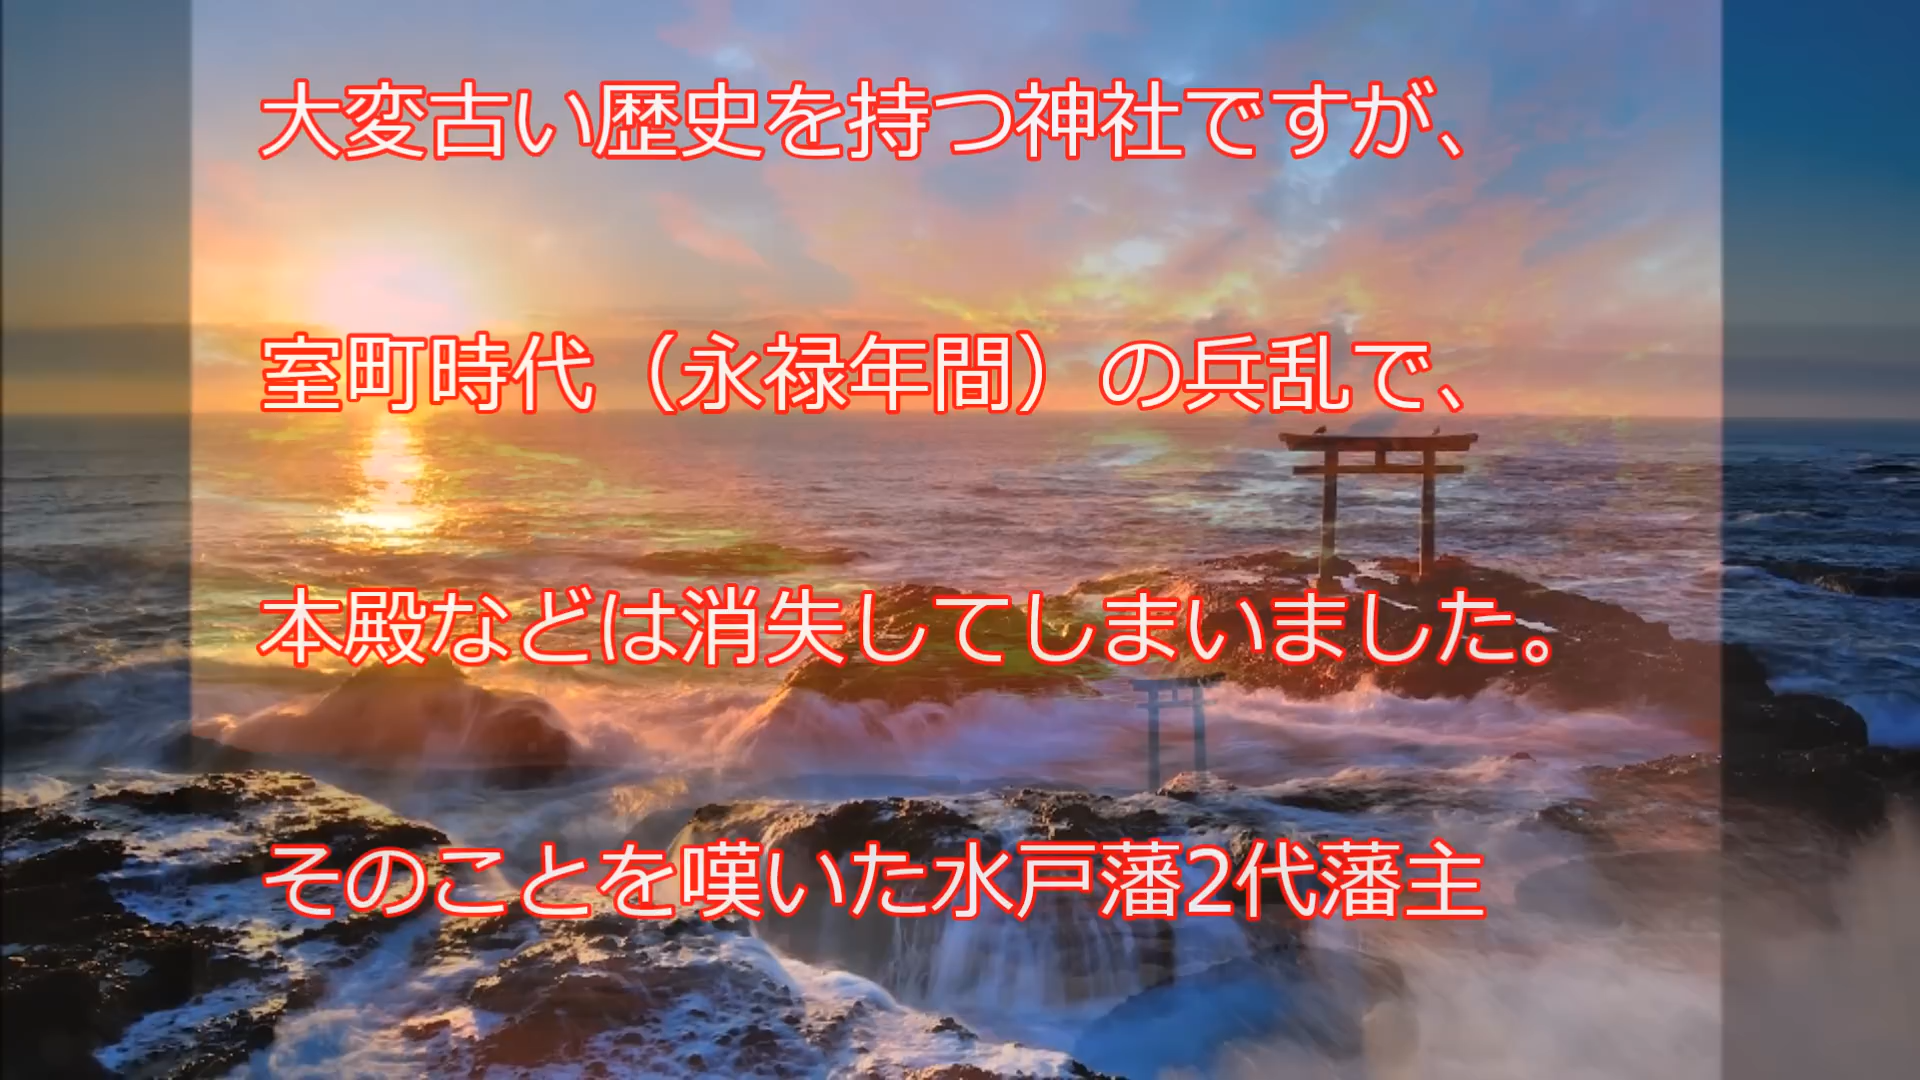 大変古い歴史を持つ神社ですが、
室町時代（永禄年間）の兵乱で、
本殿などは消失してしまいました。
そのことを嘆いた水戸藩2代藩主